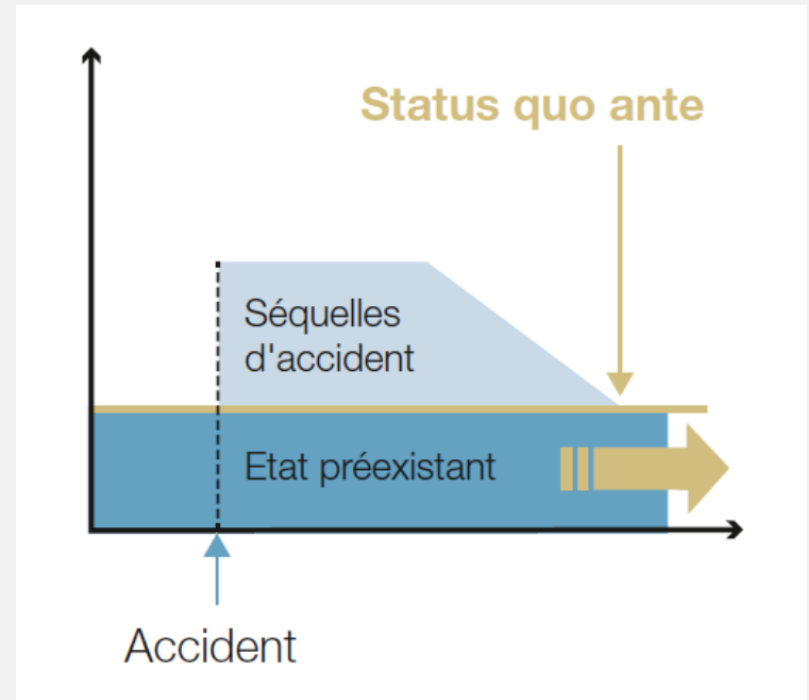 Status quo ante
Séquelles
d'accident
Etat préexistant
Accident